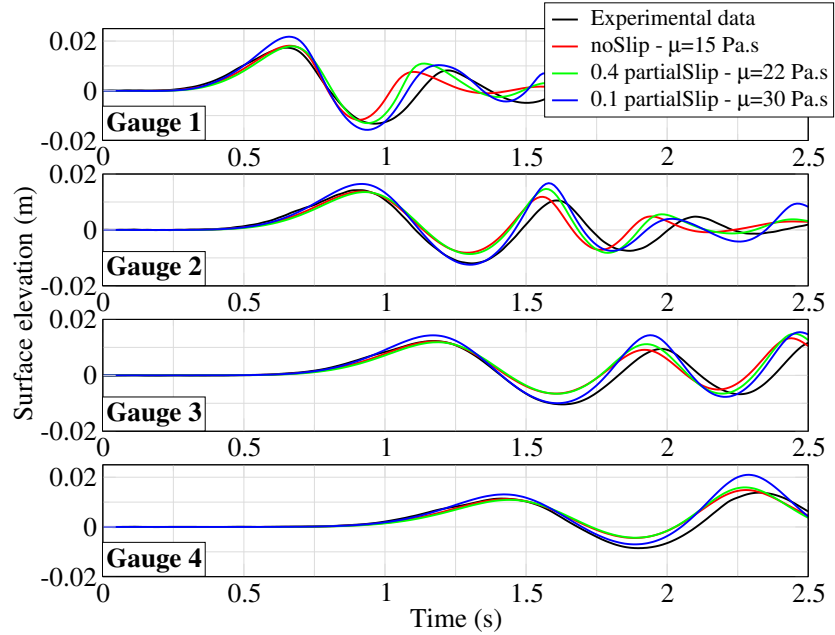 Experimental data
noSlip - μ=15 Pa.s
0.4 partialSlip - μ=22 Pa.s
0.1 partialSlip - μ=30 Pa.s
0.02
0
-0.02
Gauge 1
0 0.5 1 1.5 2 2.5
0.02
0
-0.02
Gauge 2
0 0.5 1 1.5 2 2.5
0.02
0
-0.02
Gauge 3
0 0.5 1 1.5 2 2.5
0.02
0
-0.02
Gauge 4
0 0.5 1 1.5 2 2.5
Surface elevation (m)
Time (s)